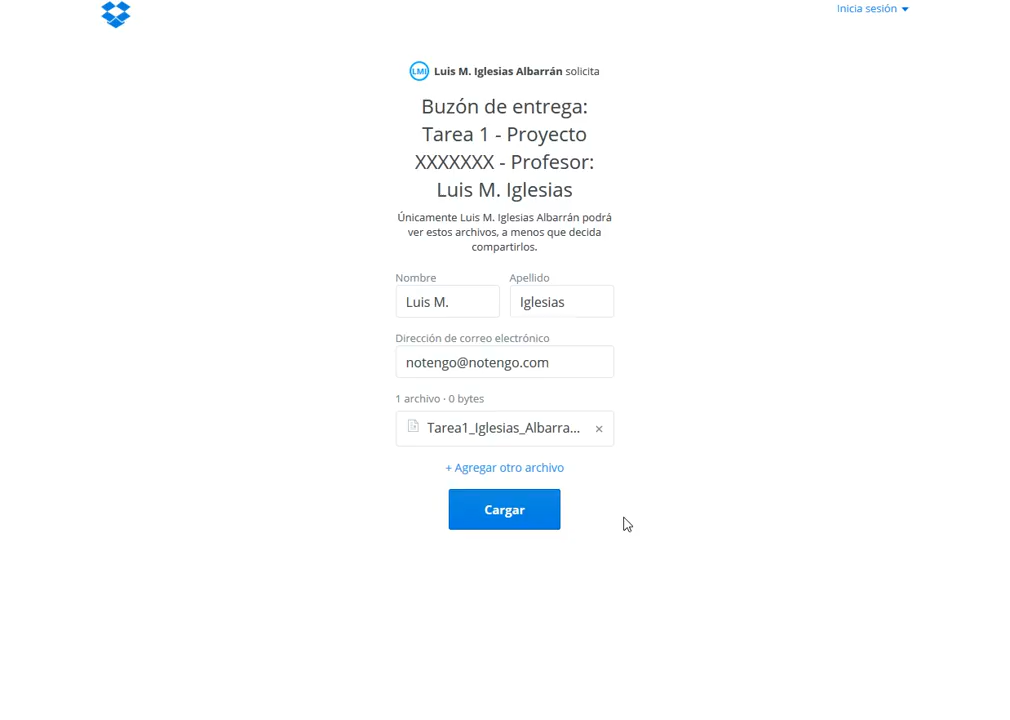 Inicia sesión
LMI Luis M. Iglesias Albarrán solicita
Buzón de entrega:
Tarea 1 - Proyecto
XXXXXXX - Profesor:
Luis M. Iglesias
Únicamente Luis M. Iglesias Albarrán podrá
ver estos archivos, a menos que decida
compartirlos.
Nombre Apellido
Luis M. Iglesias
Dirección de correo electrónico
notengo@notengo.com
1 archivo · 0 bytes
Tarea1_Iglesias_Albarra... ×
+ Agregar otro archivo
Cargar